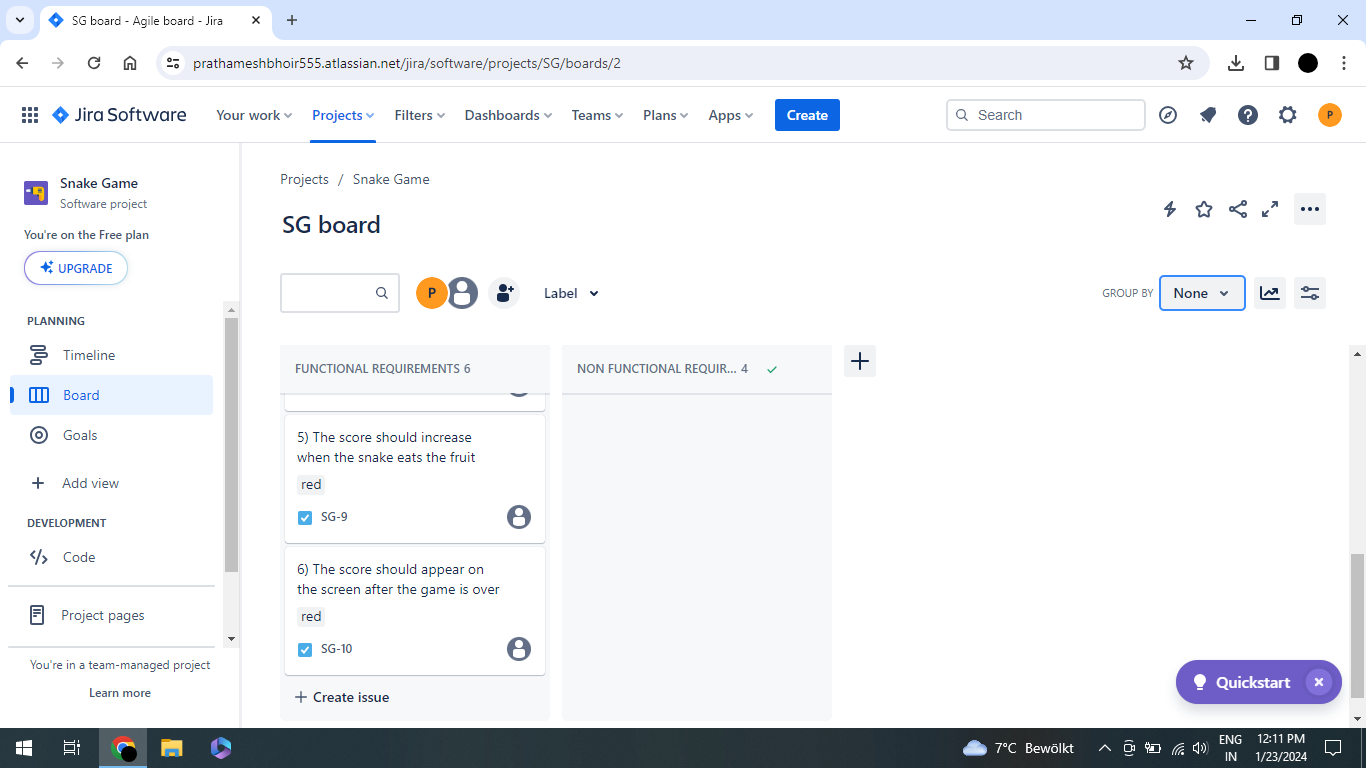 SG board - Agile board - Jira
prathameshbhoir555.atlassian.net/jira/software/projects/SG/boards/2
Jira Software
Your work
Projects
Filters
Dashboards
Teams
Plans
Apps
Create
Search
P
Snake Game
Software project
You're on the Free plan
UPGRADE
PLANNING
Timeline
Board
Goals
Add view
DEVELOPMENT
Code
Project pages
You're in a team-managed project
Learn more
Projects / Snake Game
SG board
P
Label
GROUP BY
None
FUNCTIONAL REQUIREMENTS 6
5) The score should increase
when the snake eats the fruit
red
SG-9
6) The score should appear on
the screen after the game is over
red
SG-10
Create issue
NON FUNCTIONAL REQUIR... 4
Quickstart
7°C Bewölkt
ENG
IN
12:11 PM
1/23/2024